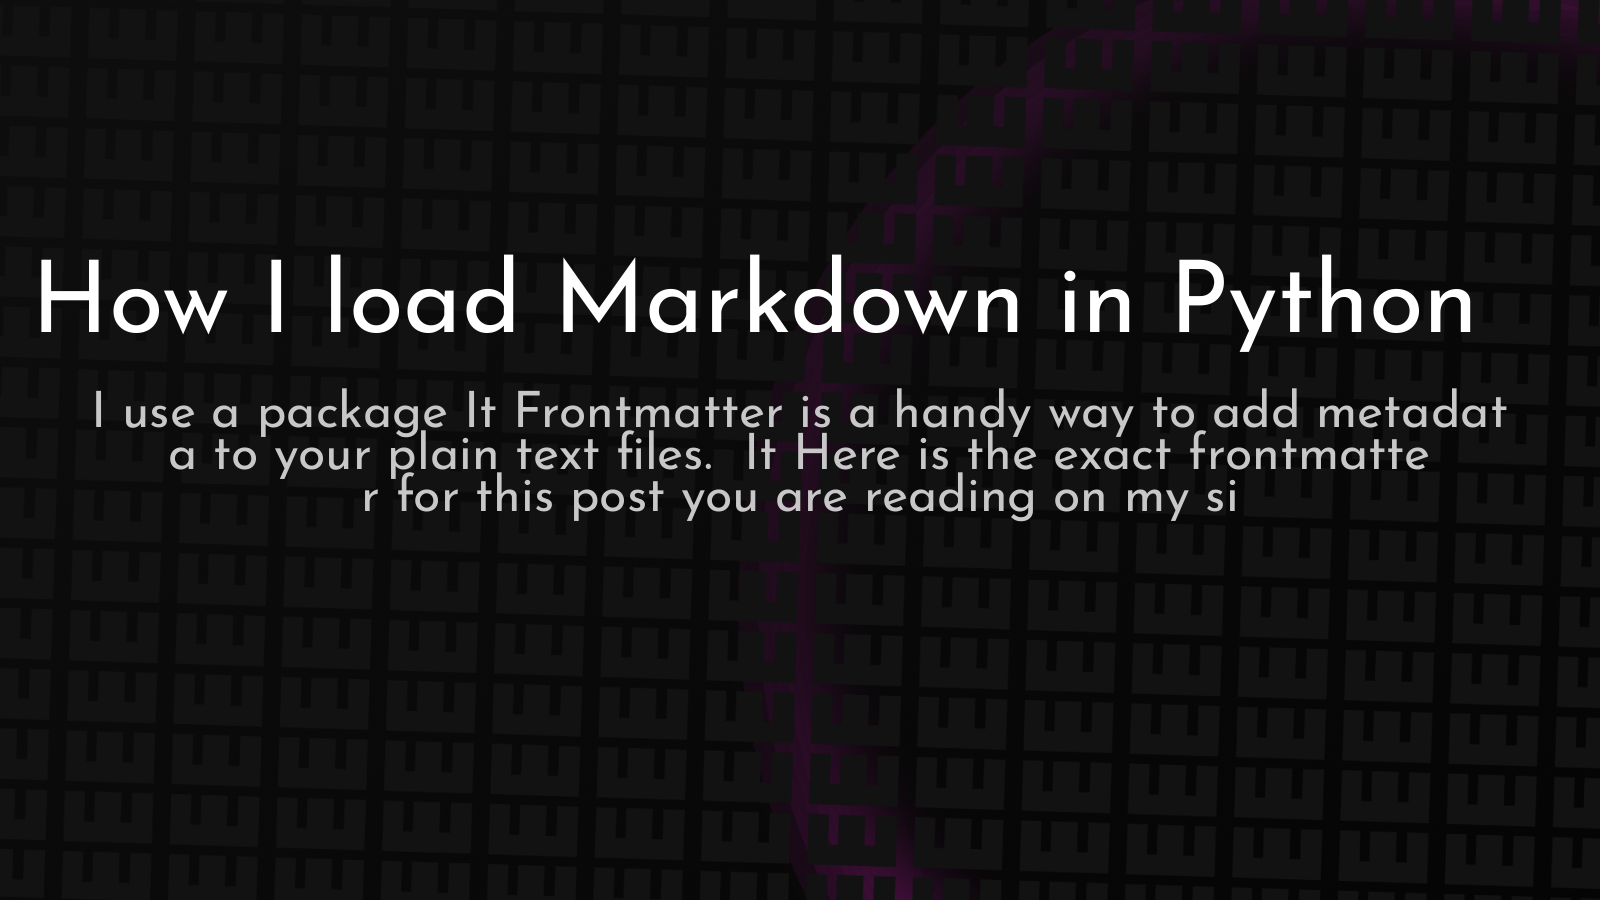 How I load Markdown in Python
I use a package It Frontmatter is a handy way to add metadat
a to your plain text files.  It Here is the exact frontmatte
r for this post you are reading on my si